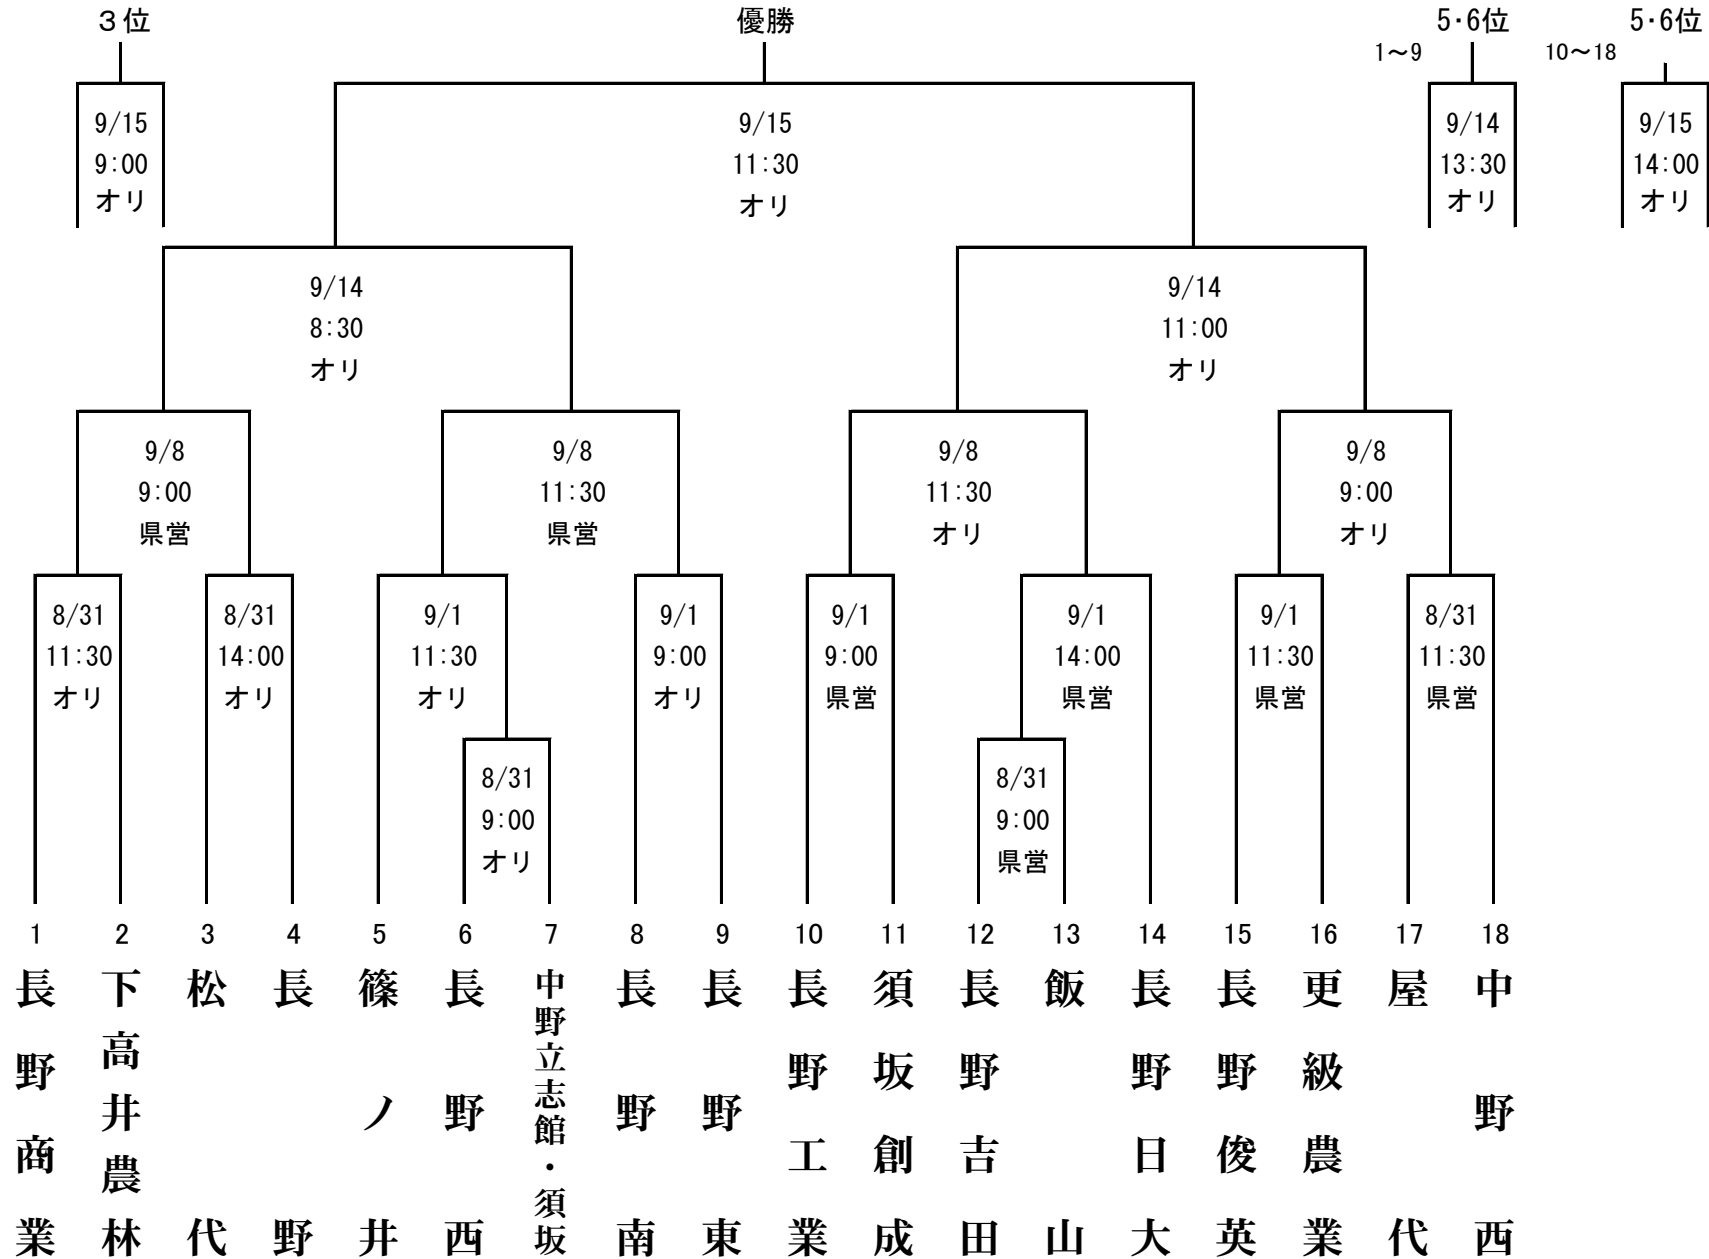 ３位
優勝
5･6位
5･6位
1～9
10～18
9/15
9:00
オリ
9/15
11:30
オリ
9/14
13:30
オリ
9/15
14:00
オリ
9/14
8:30
オリ
9/14
11:00
オリ
9/8
9:00
県営
9/8
11:30
県営
9/8
11:30
オリ
9/8
9:00
オリ
8/31
11:30
オリ
8/31
14:00
オリ
9/1
11:30
オリ
9/1
9:00
オリ
9/1
9:00
県営
9/1
14:00
県営
9/1
11:30
県営
8/31
11:30
県営
8/31
9:00
オリ
8/31
9:00
県営
1
長野商業
2
下高井農林
3
松代
4
長野
5
篠ノ井
6
長野西
7
中野立志館・須坂
8
長野南
9
長野東
10
長野工業
11
須坂創成
12
長野吉田
13
飯山
14
長野日大
15
長野俊英
16
更級農業
17
屋代
18
中野西